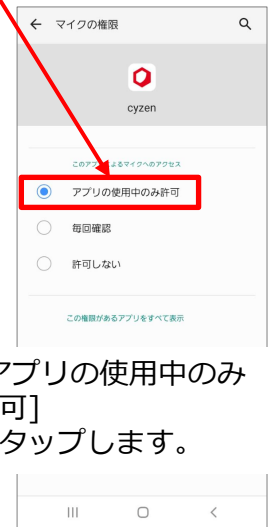 マイクの権限
cyzen
このアプリによるマイクへのアクセス
アプリの使用中のみ許可
毎回確認
許可しない
この権限があるアプリをすべて表示
アプリの使用中のみ
可]
タップします。